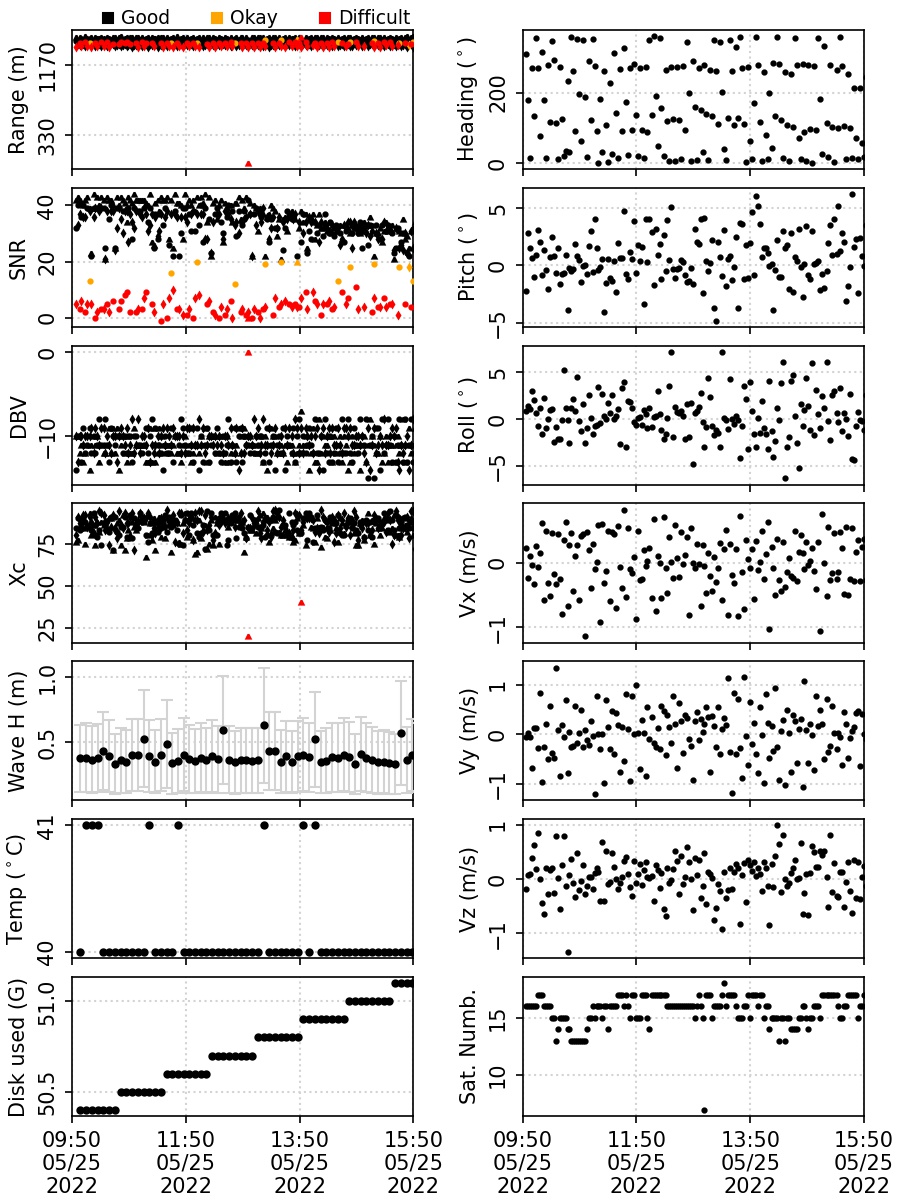 Good Okay Difficult
Range (m)
1170
330
Heading (°)
200
0
SNR
40
20
0
Pitch (°)
5
0
−5
DBV
0
−10
Roll (°)
5
0
−5
Xc
75
50
25
Vx (m/s)
0
−1
Wave H (m)
1.0
0.5
Vy (m/s)
1
0
−1
Temp (°C)
41
40
Vz (m/s)
1
0
−1
Disk used (G)
51.0
50.5
Sat. Numb.
15
10
09:50 11:50 13:50 15:50
05/25 05/25 05/25 05/25
2022 2022 2022 2022
09:50 11:50 13:50 15:50
05/25 05/25 05/25 05/25
2022 2022 2022 2022